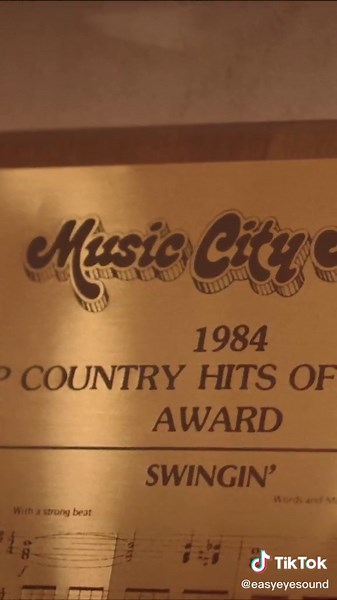 Music City
1984
COUNTRY HITS OF
AWARD
SWINGIN'
Words and
With a strong beat
TikTok
@easyeyesound